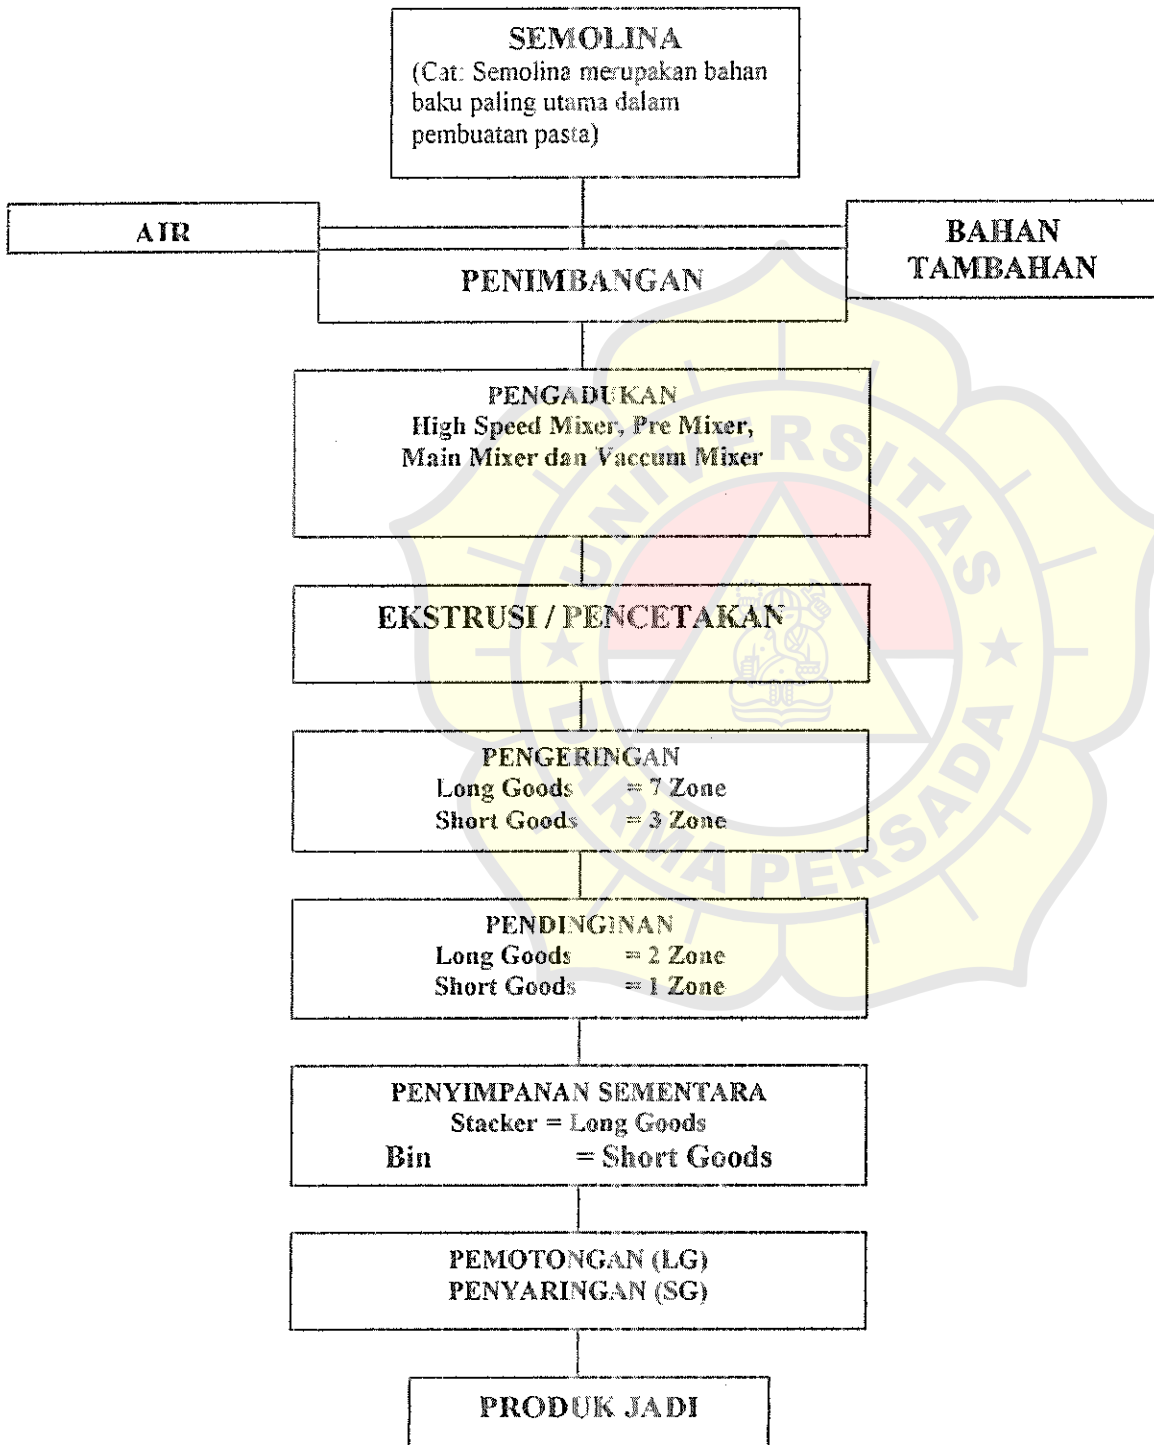 SEMOLINA
(Cat: Semolina merupakan bahan
baku paling utama dalam
pembuatan pasta)
AIR
BAHAN
TAMBAHAN
PENIMBANGAN
PENGADUKAN
High Speed Mixer, Pre Mixer,
Main Mixer dan Vaccum Mixer
EKSTRUSI / PENCETAKAN
PENGERINGAN
Long Goods = 7 Zone
Short Goods = 3 Zone
PENDINGINAN
Long Goods = 2 Zone
Short Goods = 1 Zone
PENYIMPANAN SEMENTARA
Stacker = Long Goods
Bin = Short Goods
PEMOTONGAN (LG)
PENYARINGAN (SG)
PRODUK JADI
UNIVERSITAS
DARMA PERSADA